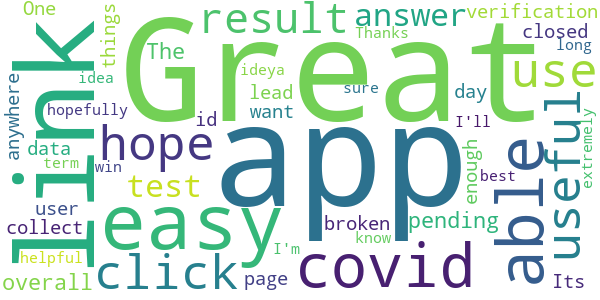 One
things
result
answer
verification
The
Great
Thanks
closed
long
link
idea
ideya
sure
use
anywhere
hopefully
lead
want
day
useful
hope
id
app
I'll
data
term
win
test
enough
able
best
extremely
user
easy
broken
pending
collect
know
helpful
click
I'm
covid
overall
page
Its